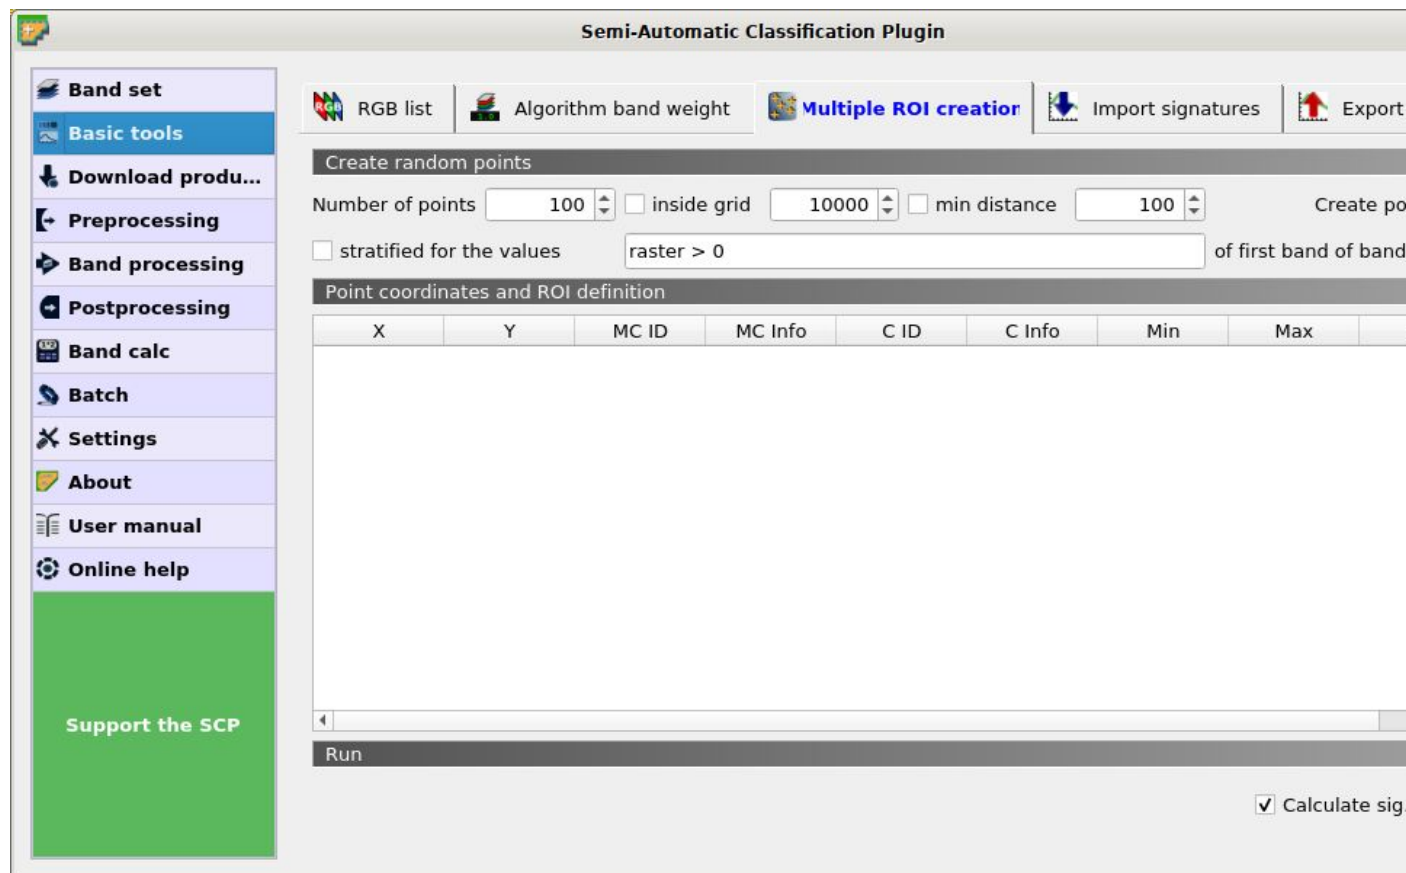 Semi-Automatic Classification Plugin
Band set
Basic tools
Download produ...
Preprocessing
Band processing
Postprocessing
Band calc
Batch
Settings
About
User manual
Online help
Support the SCP
RGB list Algorithm band weight Multiple ROI creation Import signatures Export
Create random points
Number of points 100 inside grid 10000 min distance 100 Create po
stratified for the values raster > 0 of first band of band
Point coordinates and ROI definition
X Y MC ID MC Info C ID C Info Min Max
Run
Calculate sig.